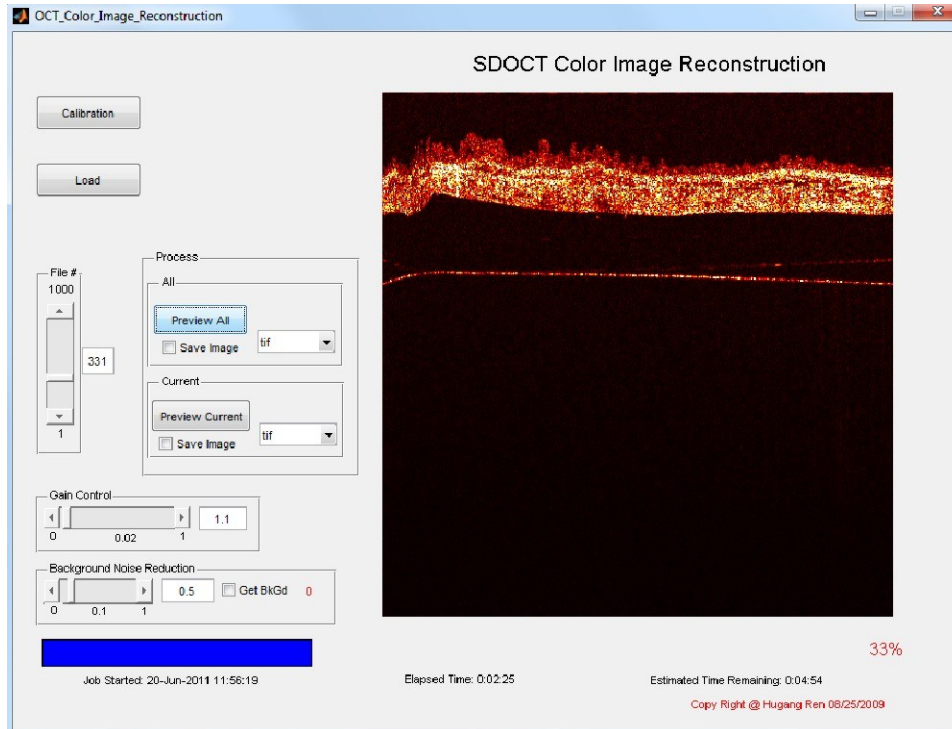 OCT_Color_Image_Reconstruction
SDOCT Color Image Reconstruction
Calibration
Load
File #
1000
331
1
Process
All
Preview All
Save Image
tif
Current
Preview Current
Save Image
tif
Gain Control
1.1
0
0.02
1
Background Noise Reduction
0.5
Get BkGd
0
0
0.1
1
33%
Job Started: 20-Jun-2011 11:56:19
Elapsed Time: 0:02:25
Estimated Time Remaining: 0:04:54
Copy Right @ Hugang Ren 08/25/2009